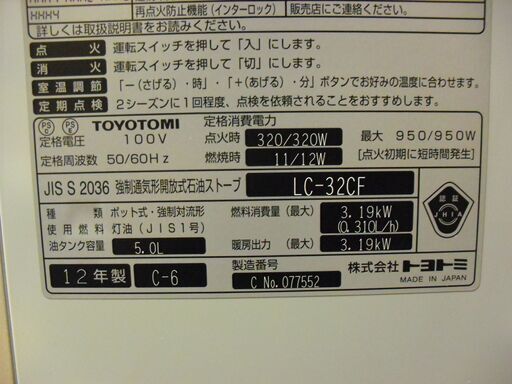 HHH4 再点火防止機能(インターロック) 販売店にご連絡ください。
詳しくは取扱説明書をお読みください。
点火 運転スイッチを押して「入」にします。
消火 運転スイッチを押して「切」にします。
室温調節 「−(さげる)・時」・「+(あげる)・分」ボタンでお好みの温度に合わせます。
定期点検 2シーズンに1回程度、点検を依頼されることをおすすめします。
PS C PS E TOYOTOMI 定格消費電力
定格電圧 100V 点火時 320/320W 最大 950/950W
定格周波数 50/60Hz 燃焼時 11/12W [点火初期に短時間発生]
JIS S 2036 強制通気形開放式石油ストーブ LC-32CF
種類 ポット式・強制対流形 燃料消費量(最大) 3.19kW
使用燃料 灯油(JIS1号) (0.310L/h)
油タンク容量 5.0L 暖房出力(最大) 3.19kW
認証 JHIA
12年製 C-6 製造番号 C No.077552
株式会社トヨトミ
MADE IN JAPAN